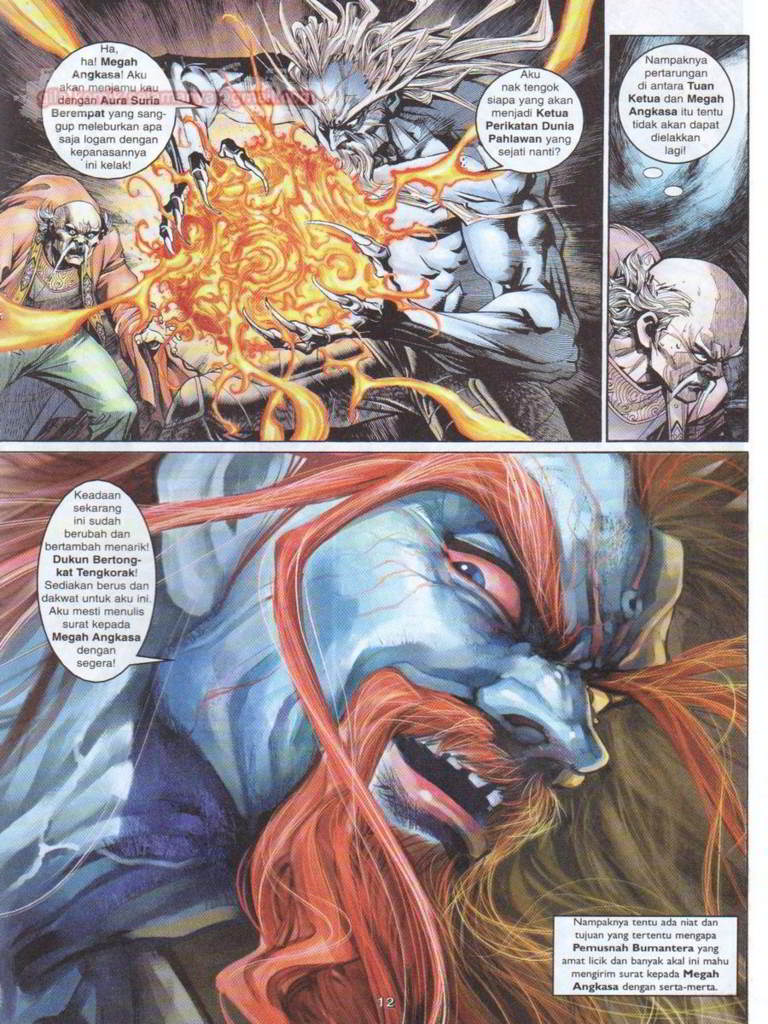 Ha,
ha! Megah
Angkasa! Aku
akan menjamu kau
dengan Aura Suria
Berempat yang sang-
gup meleburkan apa
saja logam dengan
kepanasannya
ini kelak!
Aku
nak tengok
siapa yang akan
menjadi Ketua
Perikatan Dunia
Pahlawan yang
sejati nanti?
Nampaknya
pertarungan
di antara Tuan
Ketua dan Megah
Angkasa itu tentu
tidak akan dapat
dielakkan
lagi!
Keadaan
sekarang
ini sudah
berubah dan
bertambah menarik!
Dukun Bertong-
kat Tengkorak!
Sediakan berus dan
dakwat untuk aku ini.
Aku mesti menulis
surat kepada
Megah Angkasa
dengan
segera!
Nampaknya tentu ada niat dan
tujuan yang tertentu mengapa
Pemusnah Bumantera yang
amat licik dan banyak akal ini mahu
mengirim surat kepada Megah
Angkasa dengan serta-merta.
12